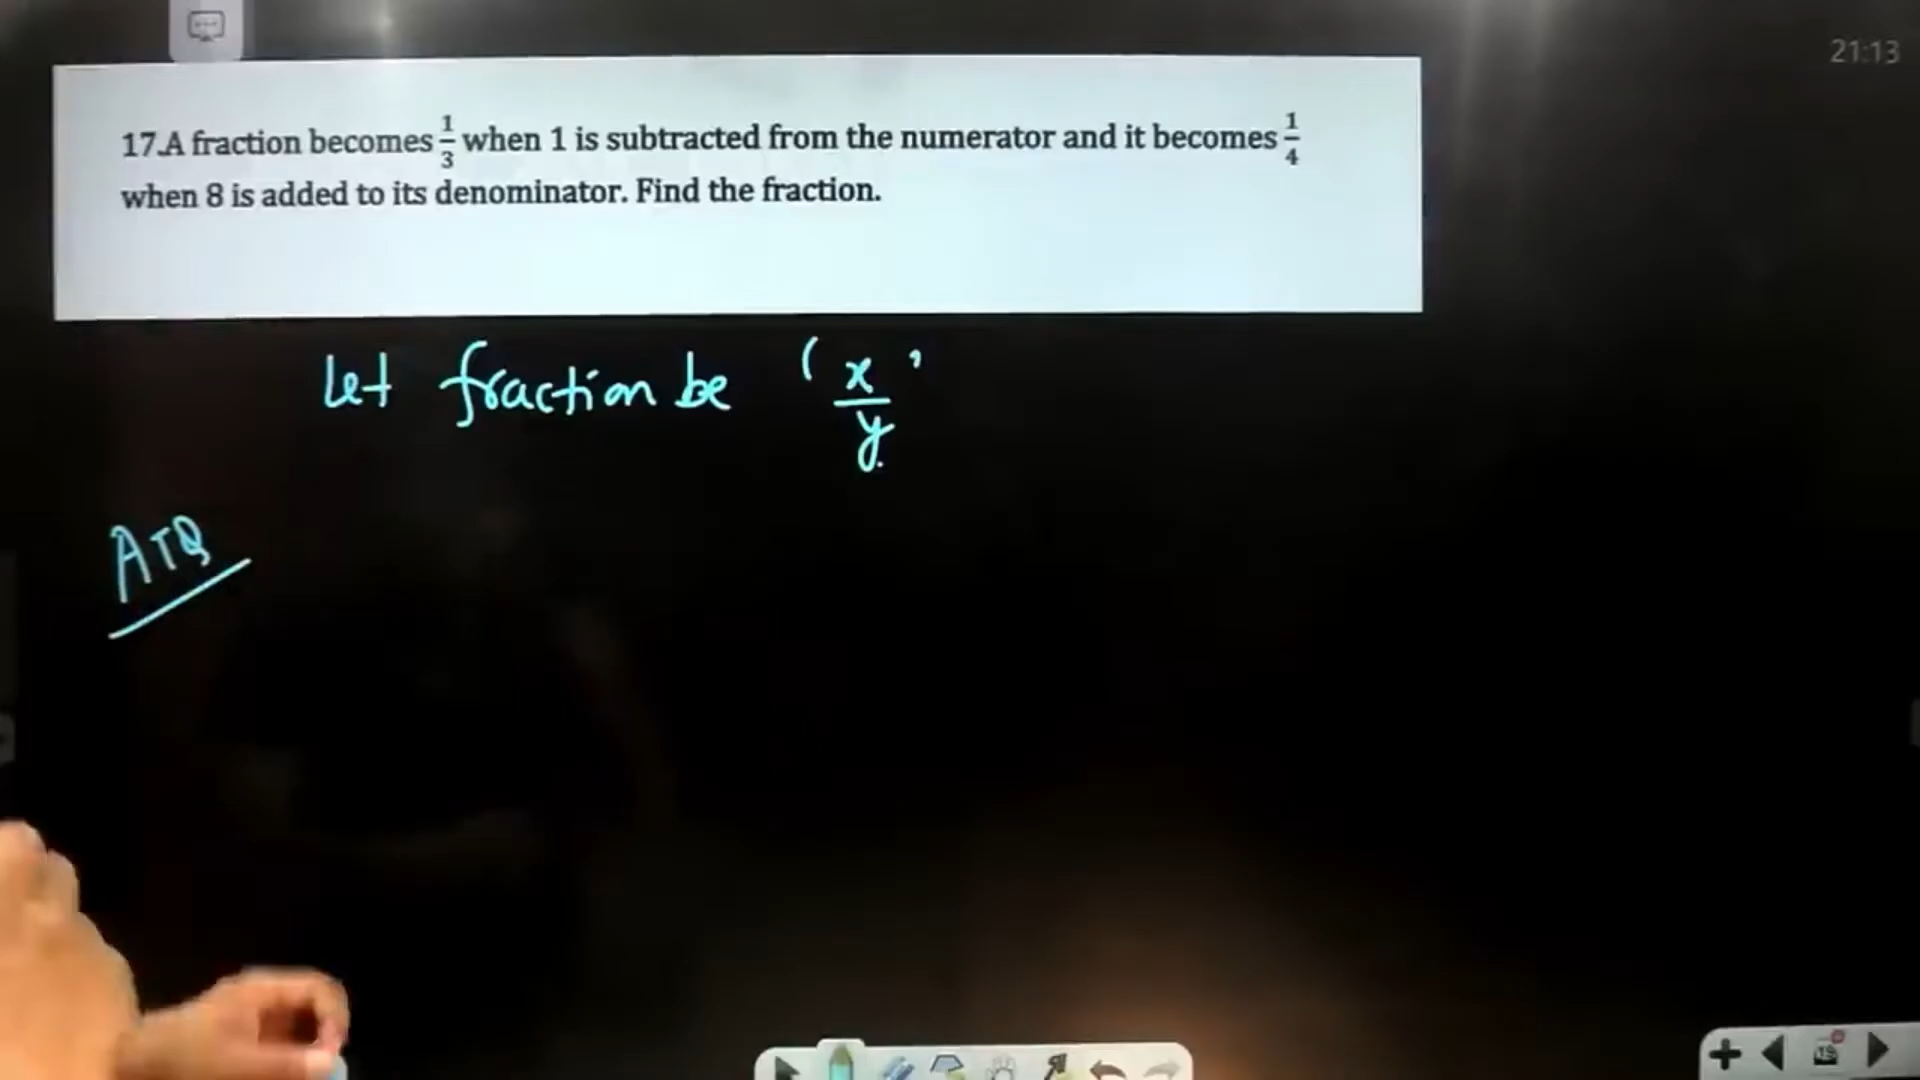 21:13
17.A fraction becomes 1/3 when 1 is subtracted from the numerator and it becomes 1/4
when 8 is added to its denominator. Find the fraction.
Let fraction be (x/y)
ATQ